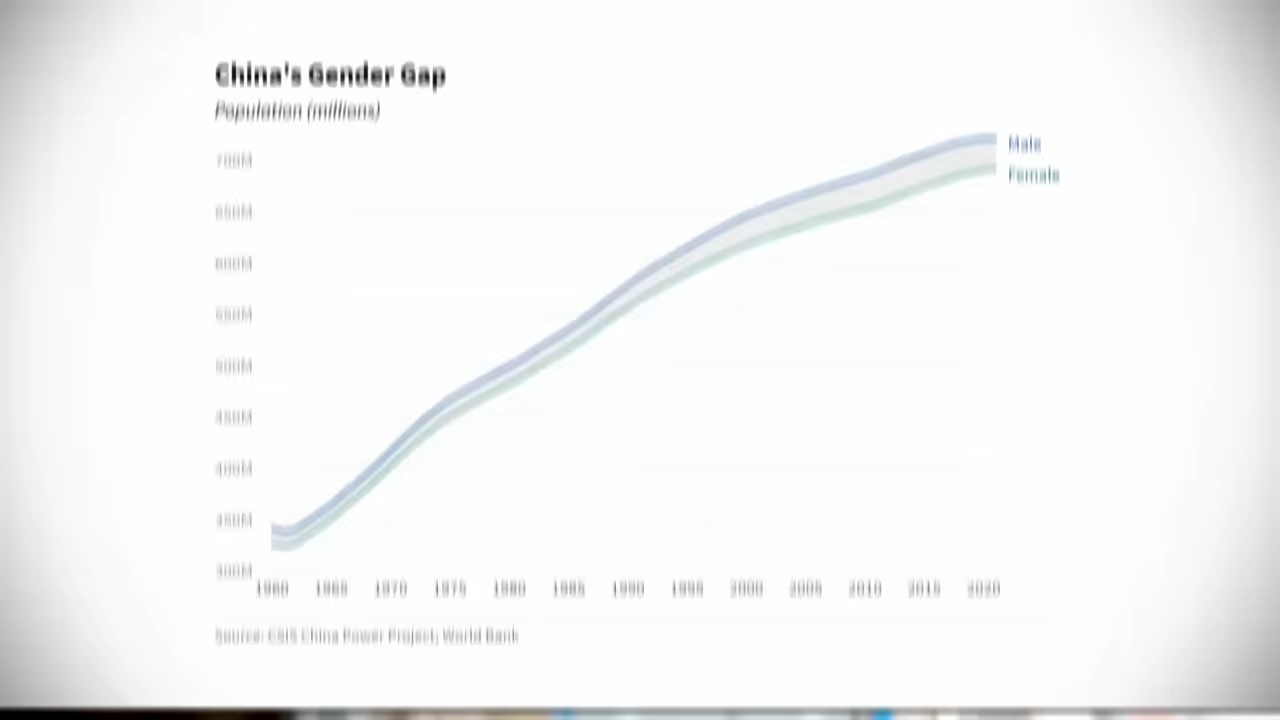 China's Gender Gap
Population (millions)
700M
Male
Female
650M
600M
550M
500M
450M
400M
350M
300M
1960 1965 1970 1975 1980 1985 1990 1995 2000 2005 2010 2015 2020
Source: CSIS China Power Project; World Bank